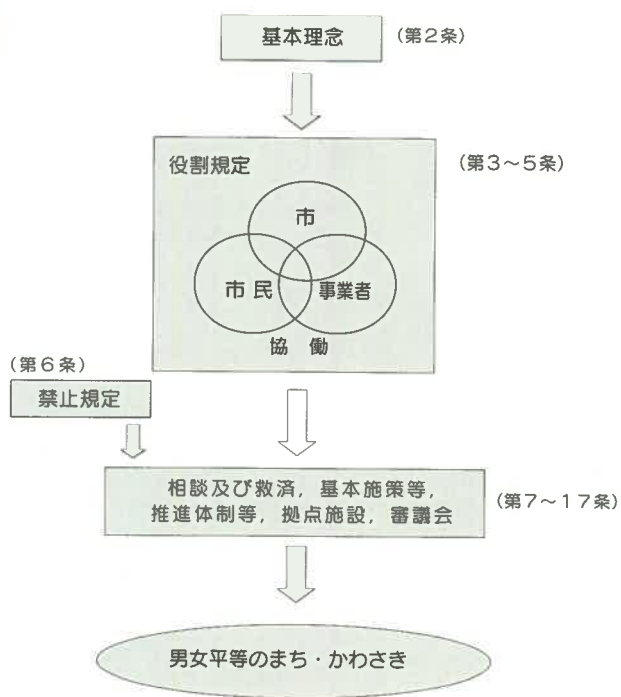 基本理念 (第2条)
役割規定 (第3~5条)
市
市民 事業者
協働
(第6条)
禁止規定
相談及び救済,基本施策等,
推進体制等,拠点施設,審議会
(第7~17条)
男女平等のまち・かわさき